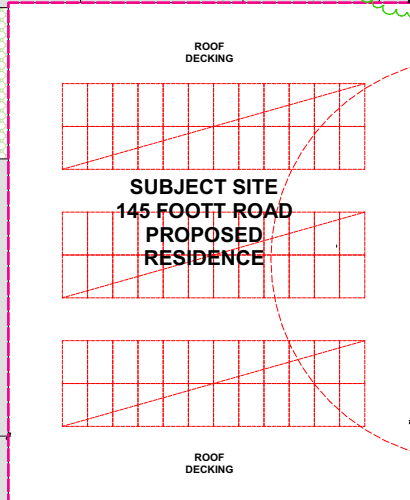 ROOF
DECKING
SUBJECT SITE
145 FOOTT ROAD
PROPOSED
RESIDENCE
ROOF
DECKING